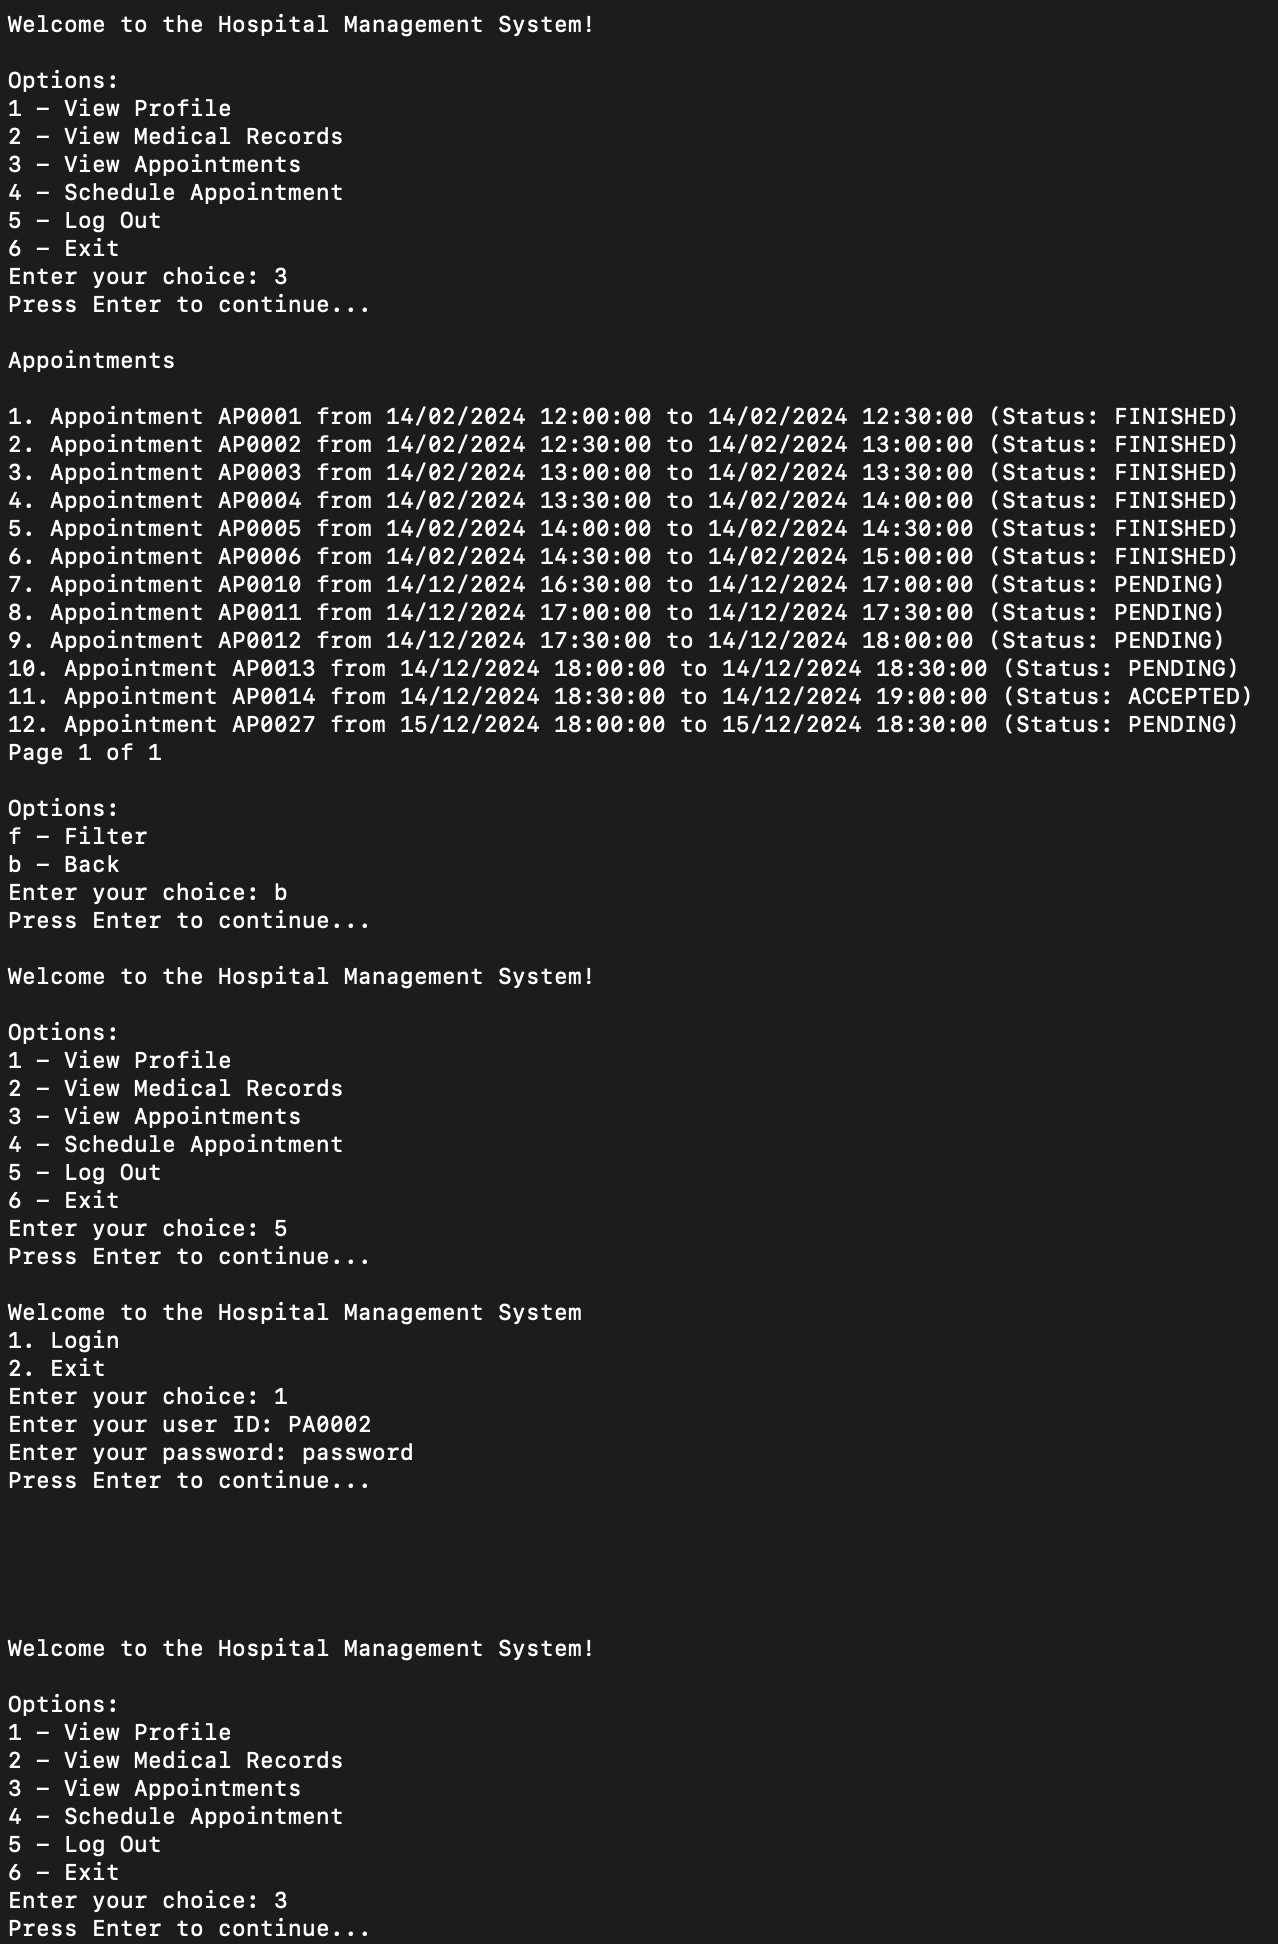 Welcome to the Hospital Management System!
Options:
1 – View Profile
2 – View Medical Records
3 – View Appointments
4 – Schedule Appointment
5 – Log Out
6 – Exit
Enter your choice: 3
Press Enter to continue...
Appointments
1. Appointment AP0001 from 14/02/2024 12:00:00 to 14/02/2024 12:30:00 (Status: FINISHED)
2. Appointment AP0002 from 14/02/2024 12:30:00 to 14/02/2024 13:00:00 (Status: FINISHED)
3. Appointment AP0003 from 14/02/2024 13:00:00 to 14/02/2024 13:30:00 (Status: FINISHED)
4. Appointment AP0004 from 14/02/2024 13:30:00 to 14/02/2024 14:00:00 (Status: FINISHED)
5. Appointment AP0005 from 14/02/2024 14:00:00 to 14/02/2024 14:30:00 (Status: FINISHED)
6. Appointment AP0006 from 14/02/2024 14:30:00 to 14/02/2024 15:00:00 (Status: FINISHED)
7. Appointment AP0010 from 14/12/2024 16:30:00 to 14/12/2024 17:00:00 (Status: PENDING)
8. Appointment AP0011 from 14/12/2024 17:00:00 to 14/12/2024 17:30:00 (Status: PENDING)
9. Appointment AP0012 from 14/12/2024 17:30:00 to 14/12/2024 18:00:00 (Status: PENDING)
10. Appointment AP0013 from 14/12/2024 18:00:00 to 14/12/2024 18:30:00 (Status: PENDING)
11. Appointment AP0014 from 14/12/2024 18:30:00 to 14/12/2024 19:00:00 (Status: ACCEPTED)
12. Appointment AP0027 from 15/12/2024 18:00:00 to 15/12/2024 18:30:00 (Status: PENDING)
Page 1 of 1
Options:
f – Filter
b – Back
Enter your choice: b
Press Enter to continue...
Welcome to the Hospital Management System!
Options:
1 – View Profile
2 – View Medical Records
3 – View Appointments
4 – Schedule Appointment
5 – Log Out
6 – Exit
Enter your choice: 5
Press Enter to continue...
Welcome to the Hospital Management System
1. Login
2. Exit
Enter your choice: 1
Enter your user ID: PA0002
Enter your password: password
Press Enter to continue...
Welcome to the Hospital Management System!
Options:
1 – View Profile
2 – View Medical Records
3 – View Appointments
4 – Schedule Appointment
5 – Log Out
6 – Exit
Enter your choice: 3
Press Enter to continue...